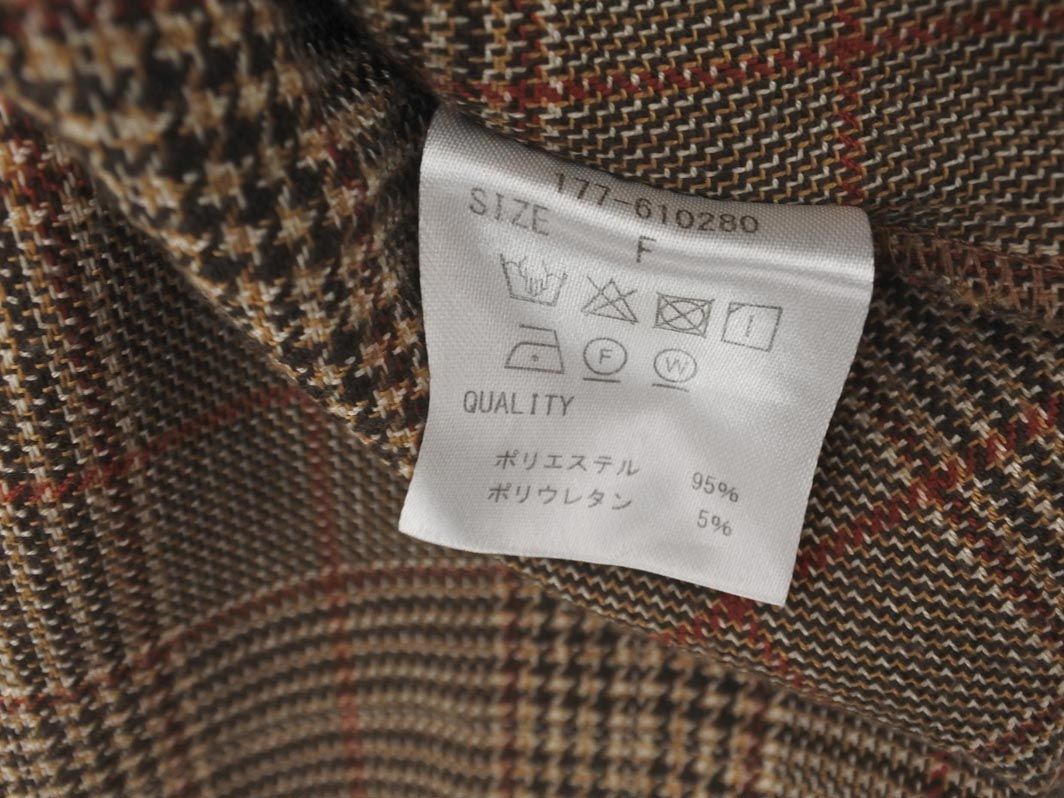 177-610280
SIZE F
F W
QUALITY
ポリエステル 95%
ポリウレタン 5%